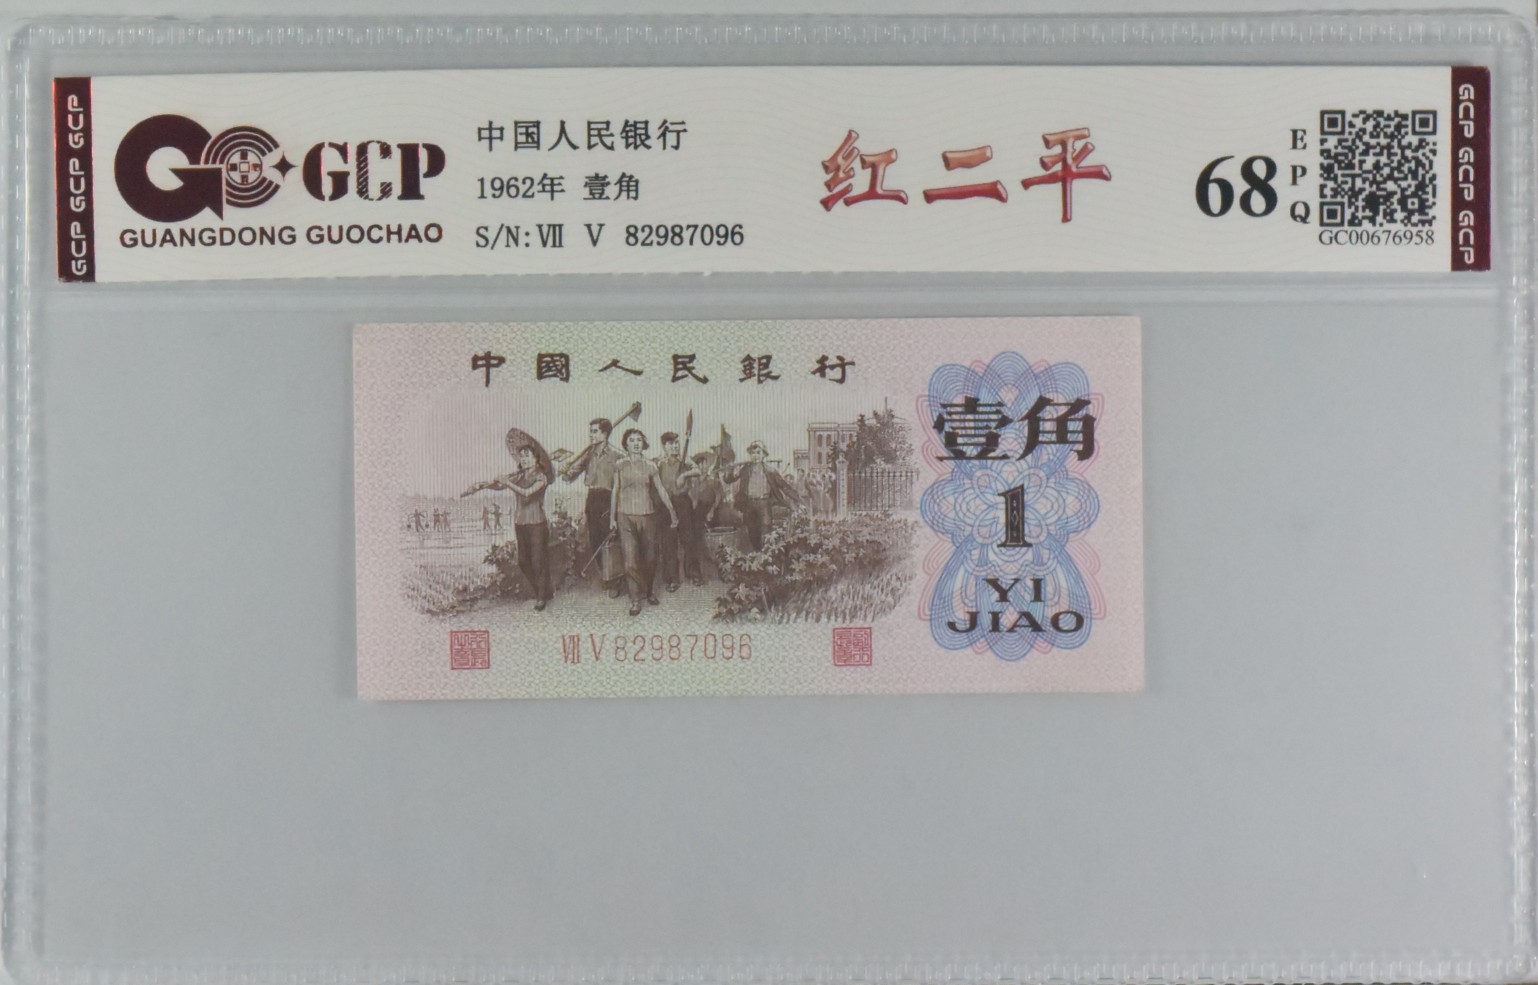 GCP GCP GCP
GCP
GUANGDONG GUOCHAO
中国人民银行
1962年 壹角
S/N: Ⅶ Ⅴ 82987096
红二平
68
EPQ
GC00676958
GCP GCP GCP
中國人民銀行
壹角
1
YI
JIAO
Ⅶ Ⅴ 82987096